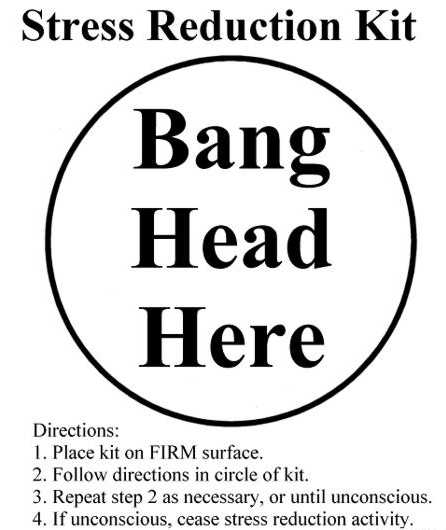 Stress Reduction Kit
Bang
Head
Here
Directions:
1. Place kit on FIRM surface.
2. Follow directions in circle of kit.
3. Repeat step 2 as necessary, or until unconscious.
4. If unconscious, cease stress reduction activity.